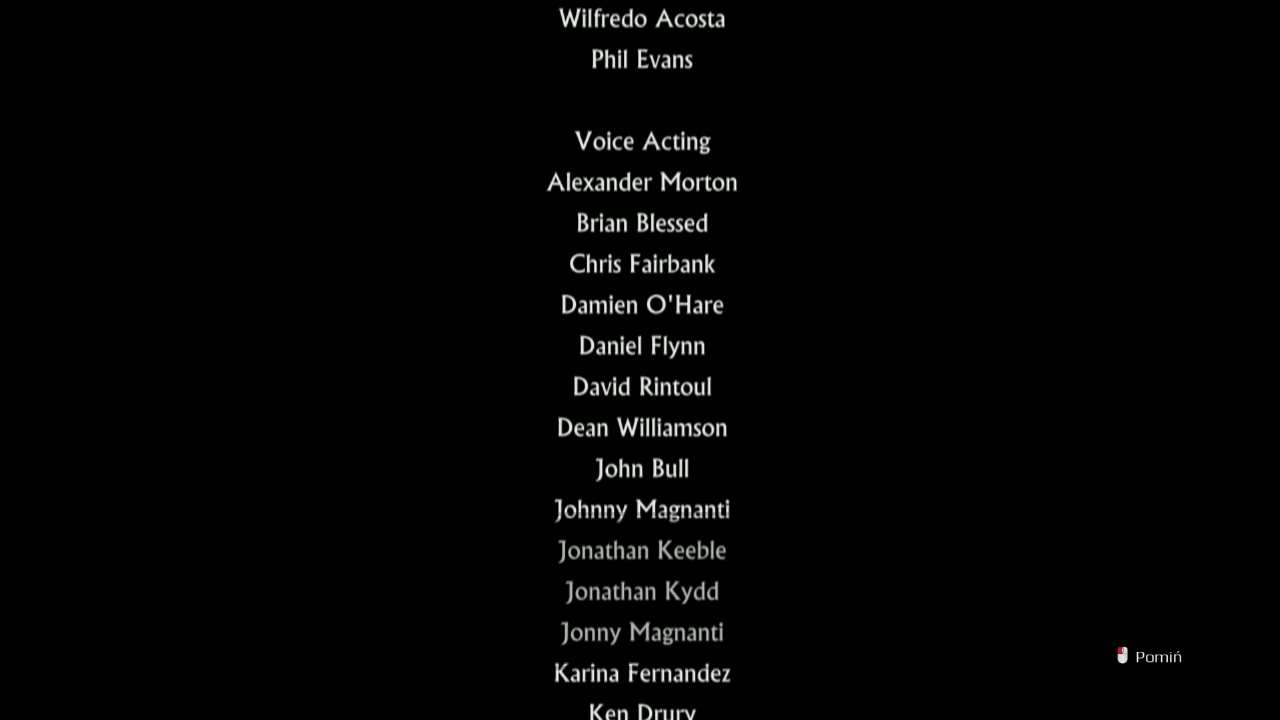 Wilfredo Acosta
Phil Evans
Voice Acting
Alexander Morton
Brian Blessed
Chris Fairbank
Damien O'Hare
Daniel Flynn
David Rintoul
Dean Williamson
John Bull
Johnny Magnanti
Jonathan Keeble
Jonathan Kydd
Jonny Magnanti
Pomiń
Karina Fernandez
Ken Drury